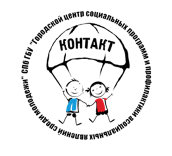 СПб ГБУ "Городской центр социальных программ и профилактики асоциальных явлений среди молодежи"
КОНТАКТ